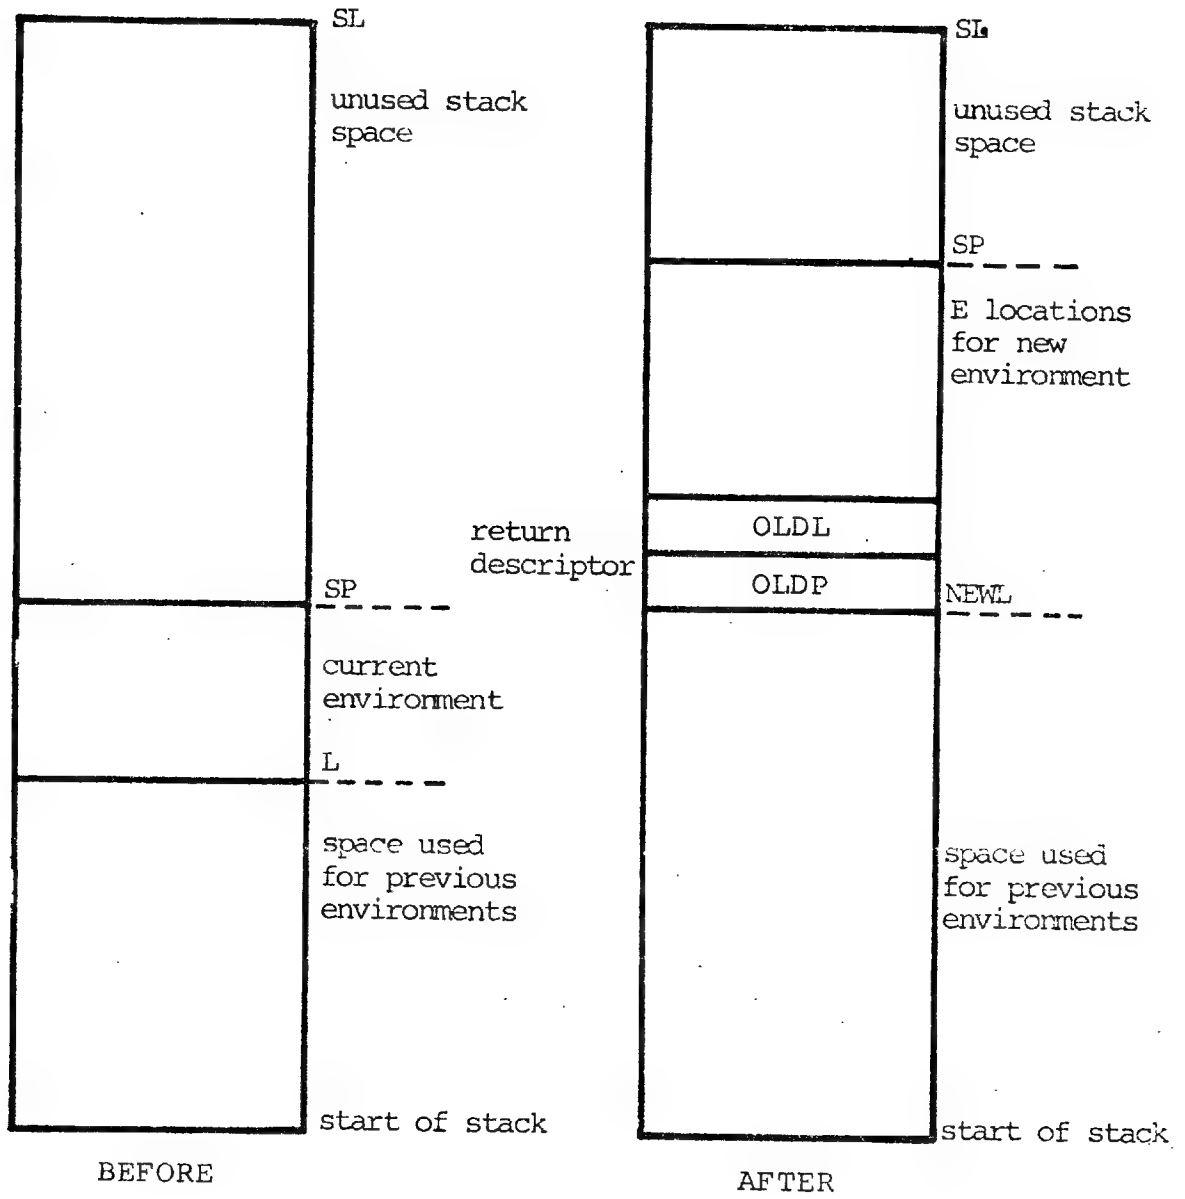 SL
unused stack
space
SP
current
environment
L
space used
for previous
environments
start of stack
BEFORE
SL
unused stack
space
SP
E locations
for new
environment
return
descriptor
OLDL
OLDP
NEWL
space used
for previous
environments
start of stack
AFTER